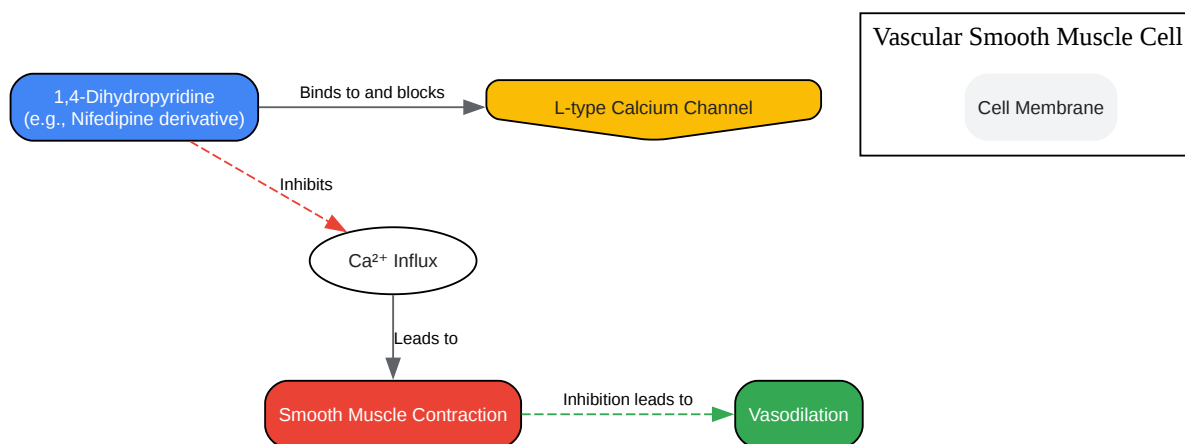 Vascular Smooth Muscle Cell
Cell Membrane
1,4-Dihydropyridine
(e.g., Nifedipine derivative)
Binds to and blocks
L-type Calcium Channel
Inhibits
Ca²⁺ Influx
Leads to
Smooth Muscle Contraction
Inhibition leads to
Vasodilation